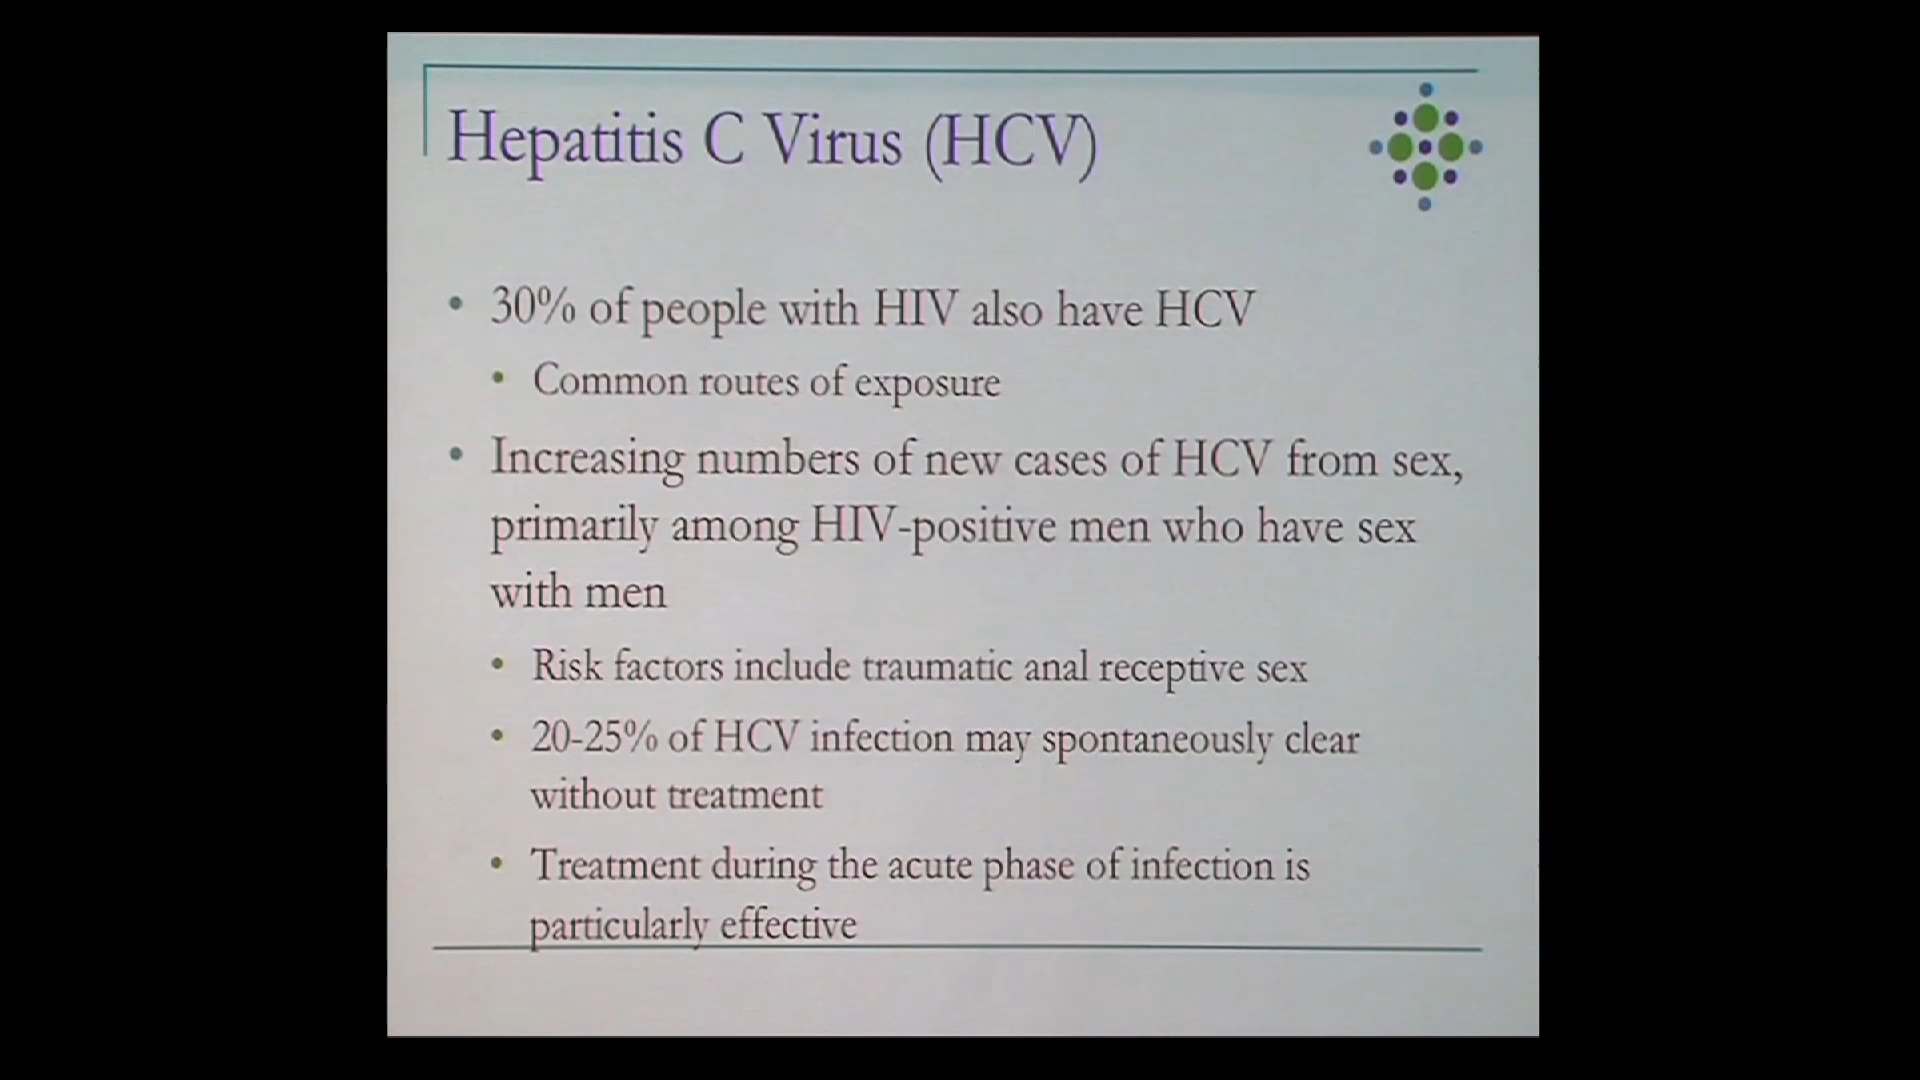 Hepatitis C Virus (HCV)
• 30% of people with HIV also have HCV
• Common routes of exposure
• Increasing numbers of new cases of HCV from sex,
primarily among HIV-positive men who have sex
with men
• Risk factors include traumatic anal receptive sex
• 20-25% of HCV infection may spontaneously clear
without treatment
• Treatment during the acute phase of infection is
particularly effective